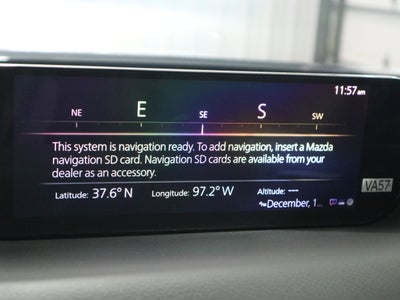 11:57am
NE E SE S SW
This system is navigation ready. To add navigation, insert a Mazda
navigation SD card. Navigation SD cards are available from your
dealer as an accessory.
Latitude: 37.6° N Longitude: 97.2° W Altitude: ---
December, 1...
VA57